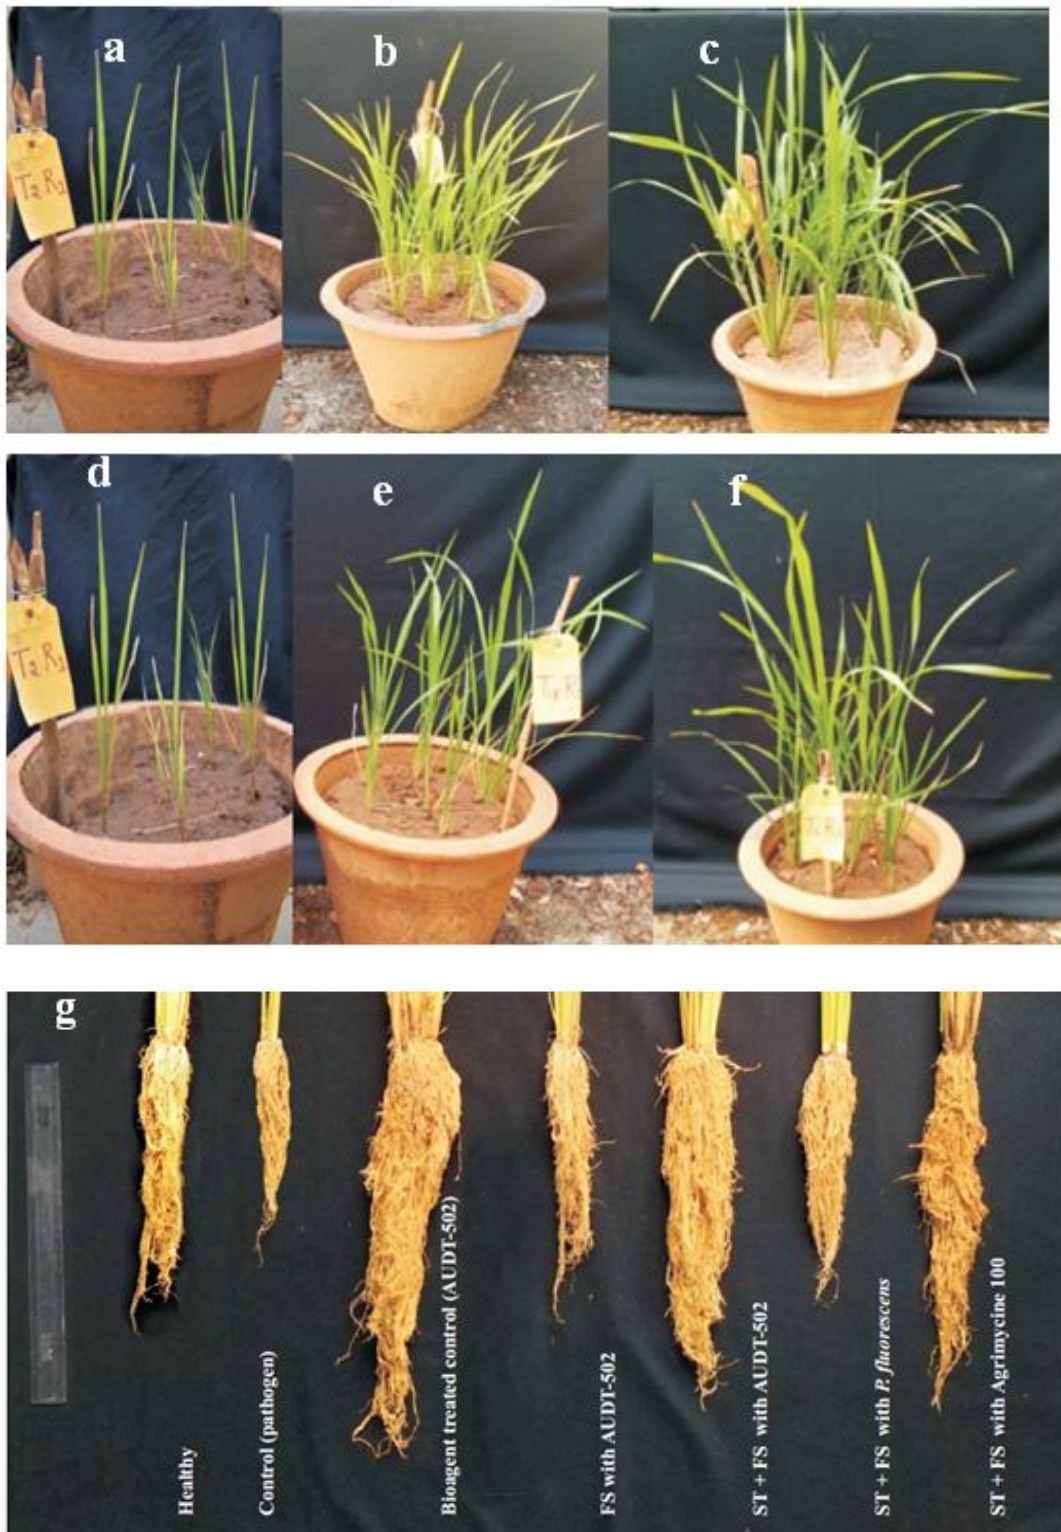 a
b
c
T2 R1
d
e
f
T2 R1
g
Healthy
Control (pathogen)
Bioagent treated control (AUDT-502)
FS with AUDT-502
ST + FS with AUDT-502
ST + FS with P. fluorescens
ST + FS with Agrimycine 100